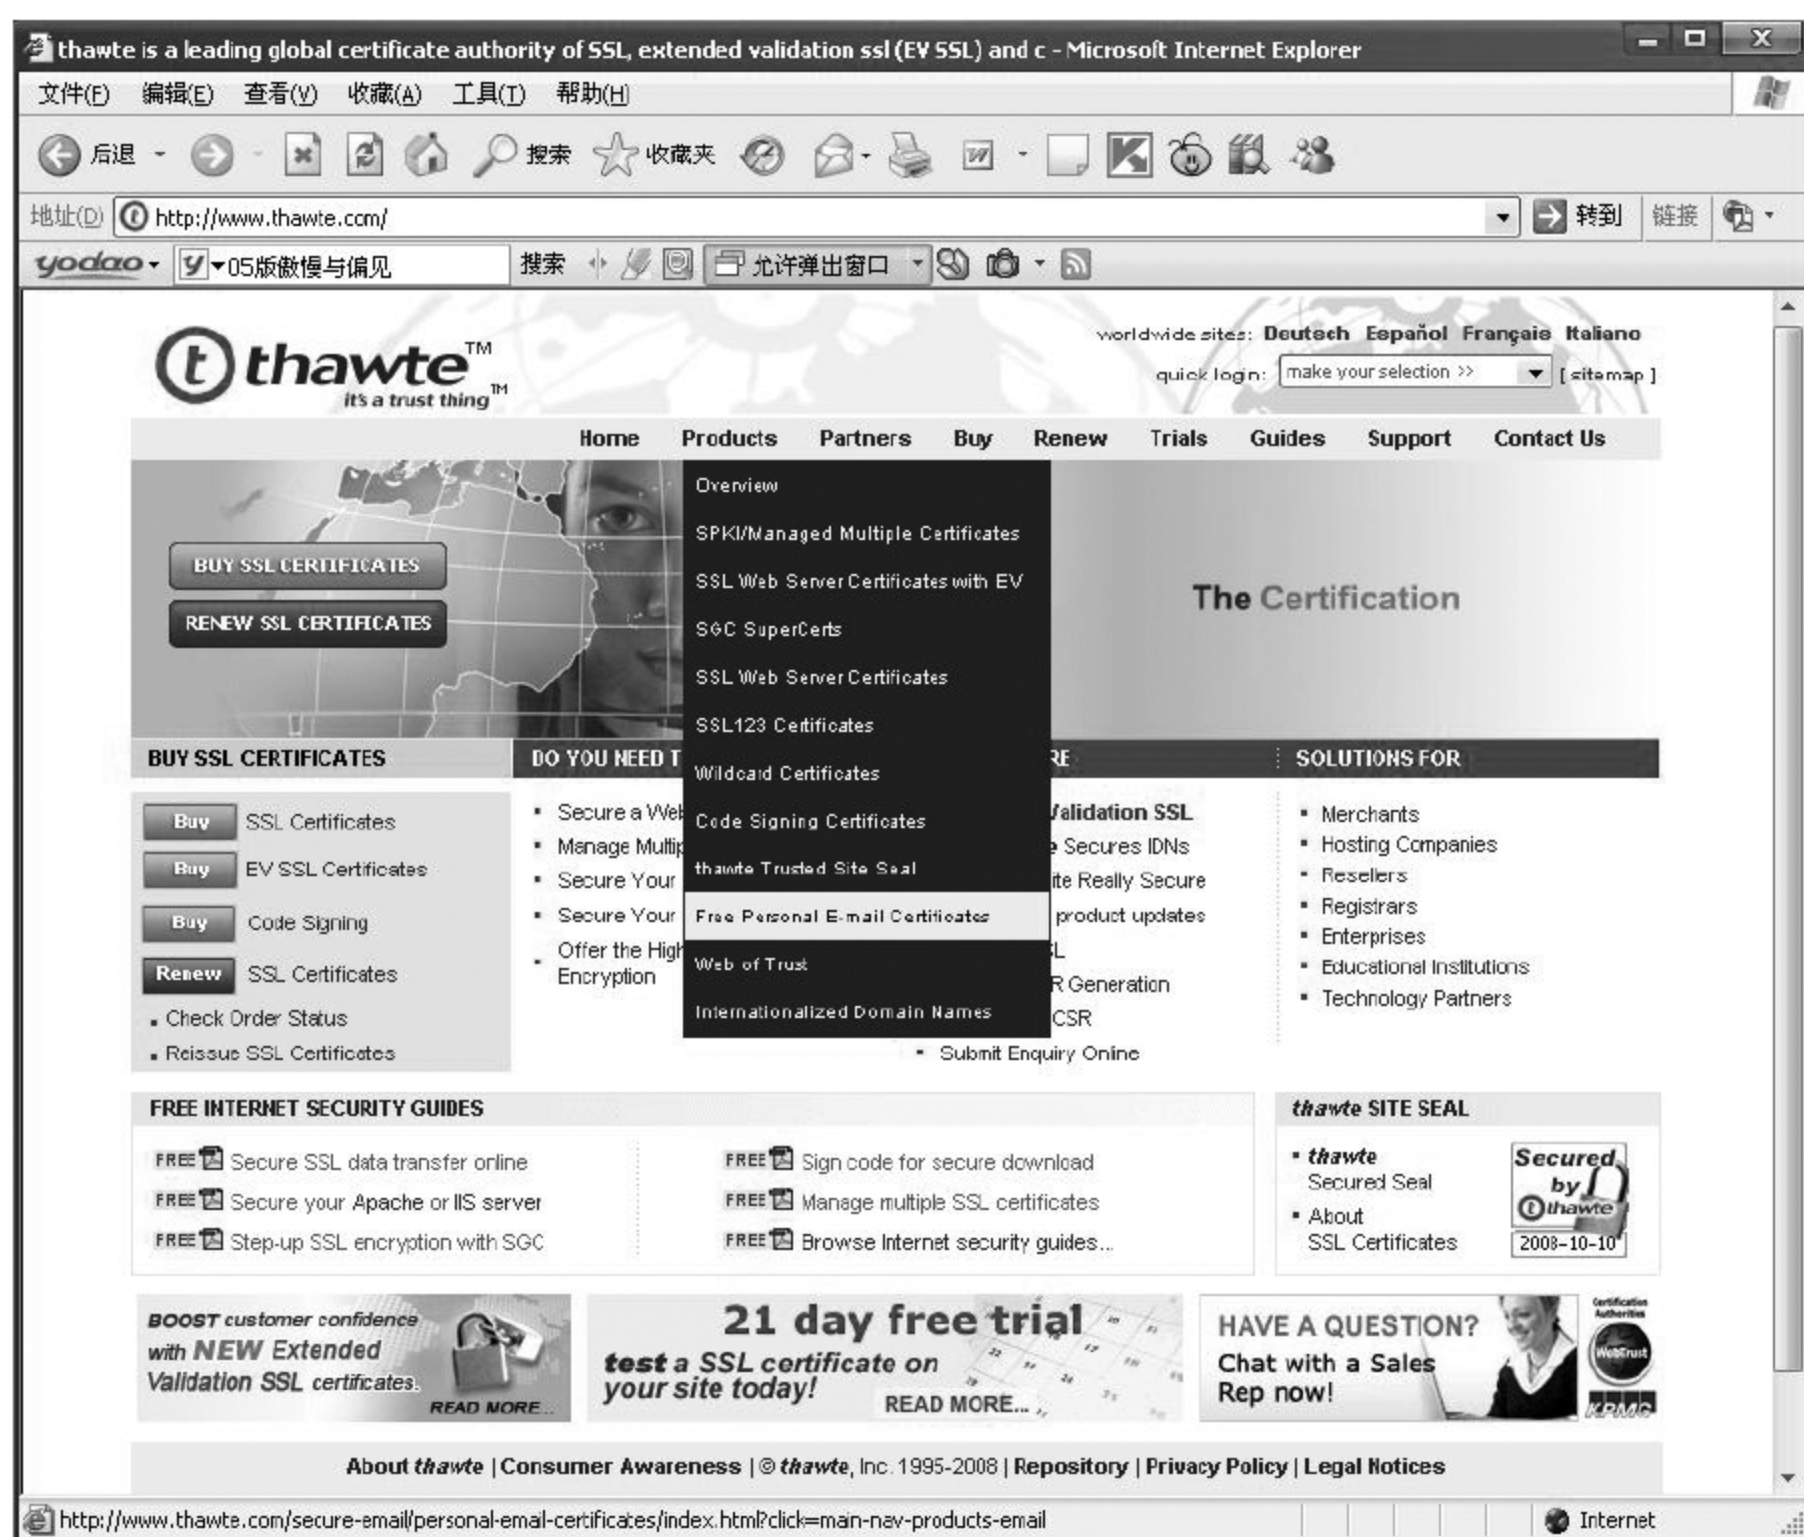 thawte is a leading global certificate authority of SSL, extended validation ssl (EV SSL) and c - Microsoft Internet Explorer
文件(F) 编辑(E) 查看(V) 收藏(A) 工具(T) 帮助(H)
后退 搜索 收藏夹
地址(D) http://www.thawte.com/ 转到 链接
yodao y 05版傲慢与偏见 搜索 允许弹出窗口
worldwide sites: Deutsch Español Français Italiano
thawte™
it's a trust thing™
quick login: make your selection >> [ sitemap ]
Home Products Partners Buy Renew Trials Guides Support Contact Us
Overview
SPKI/Managed Multiple Certificates
SSL Web Server Certificates with EV
SGC SuperCerts
SSL Web Server Certificates
SSL123 Certificates
Wildcard Certificates
Code Signing Certificates
thawte Trusted Site Seal
Free Personal E-mail Certificates
Web of Trust
Internationalized Domain Names
BUY SSL CERTIFICATES
RENEW SSL CERTIFICATES
The Certification
BUY SSL CERTIFICATES
Buy SSL Certificates
Buy EV SSL Certificates
Buy Code Signing
Renew SSL Certificates
Check Order Status
Reissue SSL Certificates
DO YOU NEED T
Secure a Web
Manage Multip
Secure Your
Secure Your
Offer the High
Encryption
RE
Validation SSL
e Secures IDNs
ite Really Secure
product updates
SL
R Generation
CSR
Submit Enquiry Online
SOLUTIONS FOR
Merchants
Hosting Companies
Resellers
Registrars
Enterprises
Educational Institutions
Technology Partners
FREE INTERNET SECURITY GUIDES
FREE Secure SSL data transfer online
FREE Secure your Apache or IIS server
FREE Step-up SSL encryption with SGC
FREE Sign code for secure download
FREE Manage multiple SSL certificates
FREE Browse Internet security guides...
thawte SITE SEAL
thawte
Secured Seal
About
SSL Certificates
Secured
by
thawte
2008-10-10
BOOST customer confidence
with NEW Extended
Validation SSL certificates.
READ MORE...
21 day free trial
test a SSL certificate on
your site today!
READ MORE...
HAVE A QUESTION?
Chat with a Sales
Rep now!
Certification
Authorities
WebTrust
KPMG
About thawte | Consumer Awareness | © thawte, Inc. 1995-2008 | Repository | Privacy Policy | Legal Notices
http://www.thawte.com/secure-email/personal-email-certificates/index.html?click=main-nav-products-email
Internet